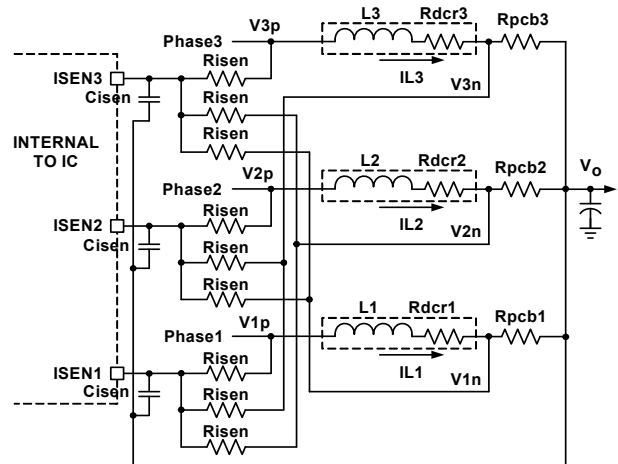 L3 Rdcr3 Rpcb3
V3p
Phase3
Risen
ISEN3
Cisen
IL3
V3n
Risen
Risen
INTERNAL
TO IC
L2 Rdcr2 Rpcb2
V2p
Vo
Phase2
Risen
ISEN2
Cisen
IL2
V2n
Risen
Risen
L1 Rdcr1 Rpcb1
V1p
Phase1
Risen
ISEN1
Cisen
IL1
V1n
Risen
Risen